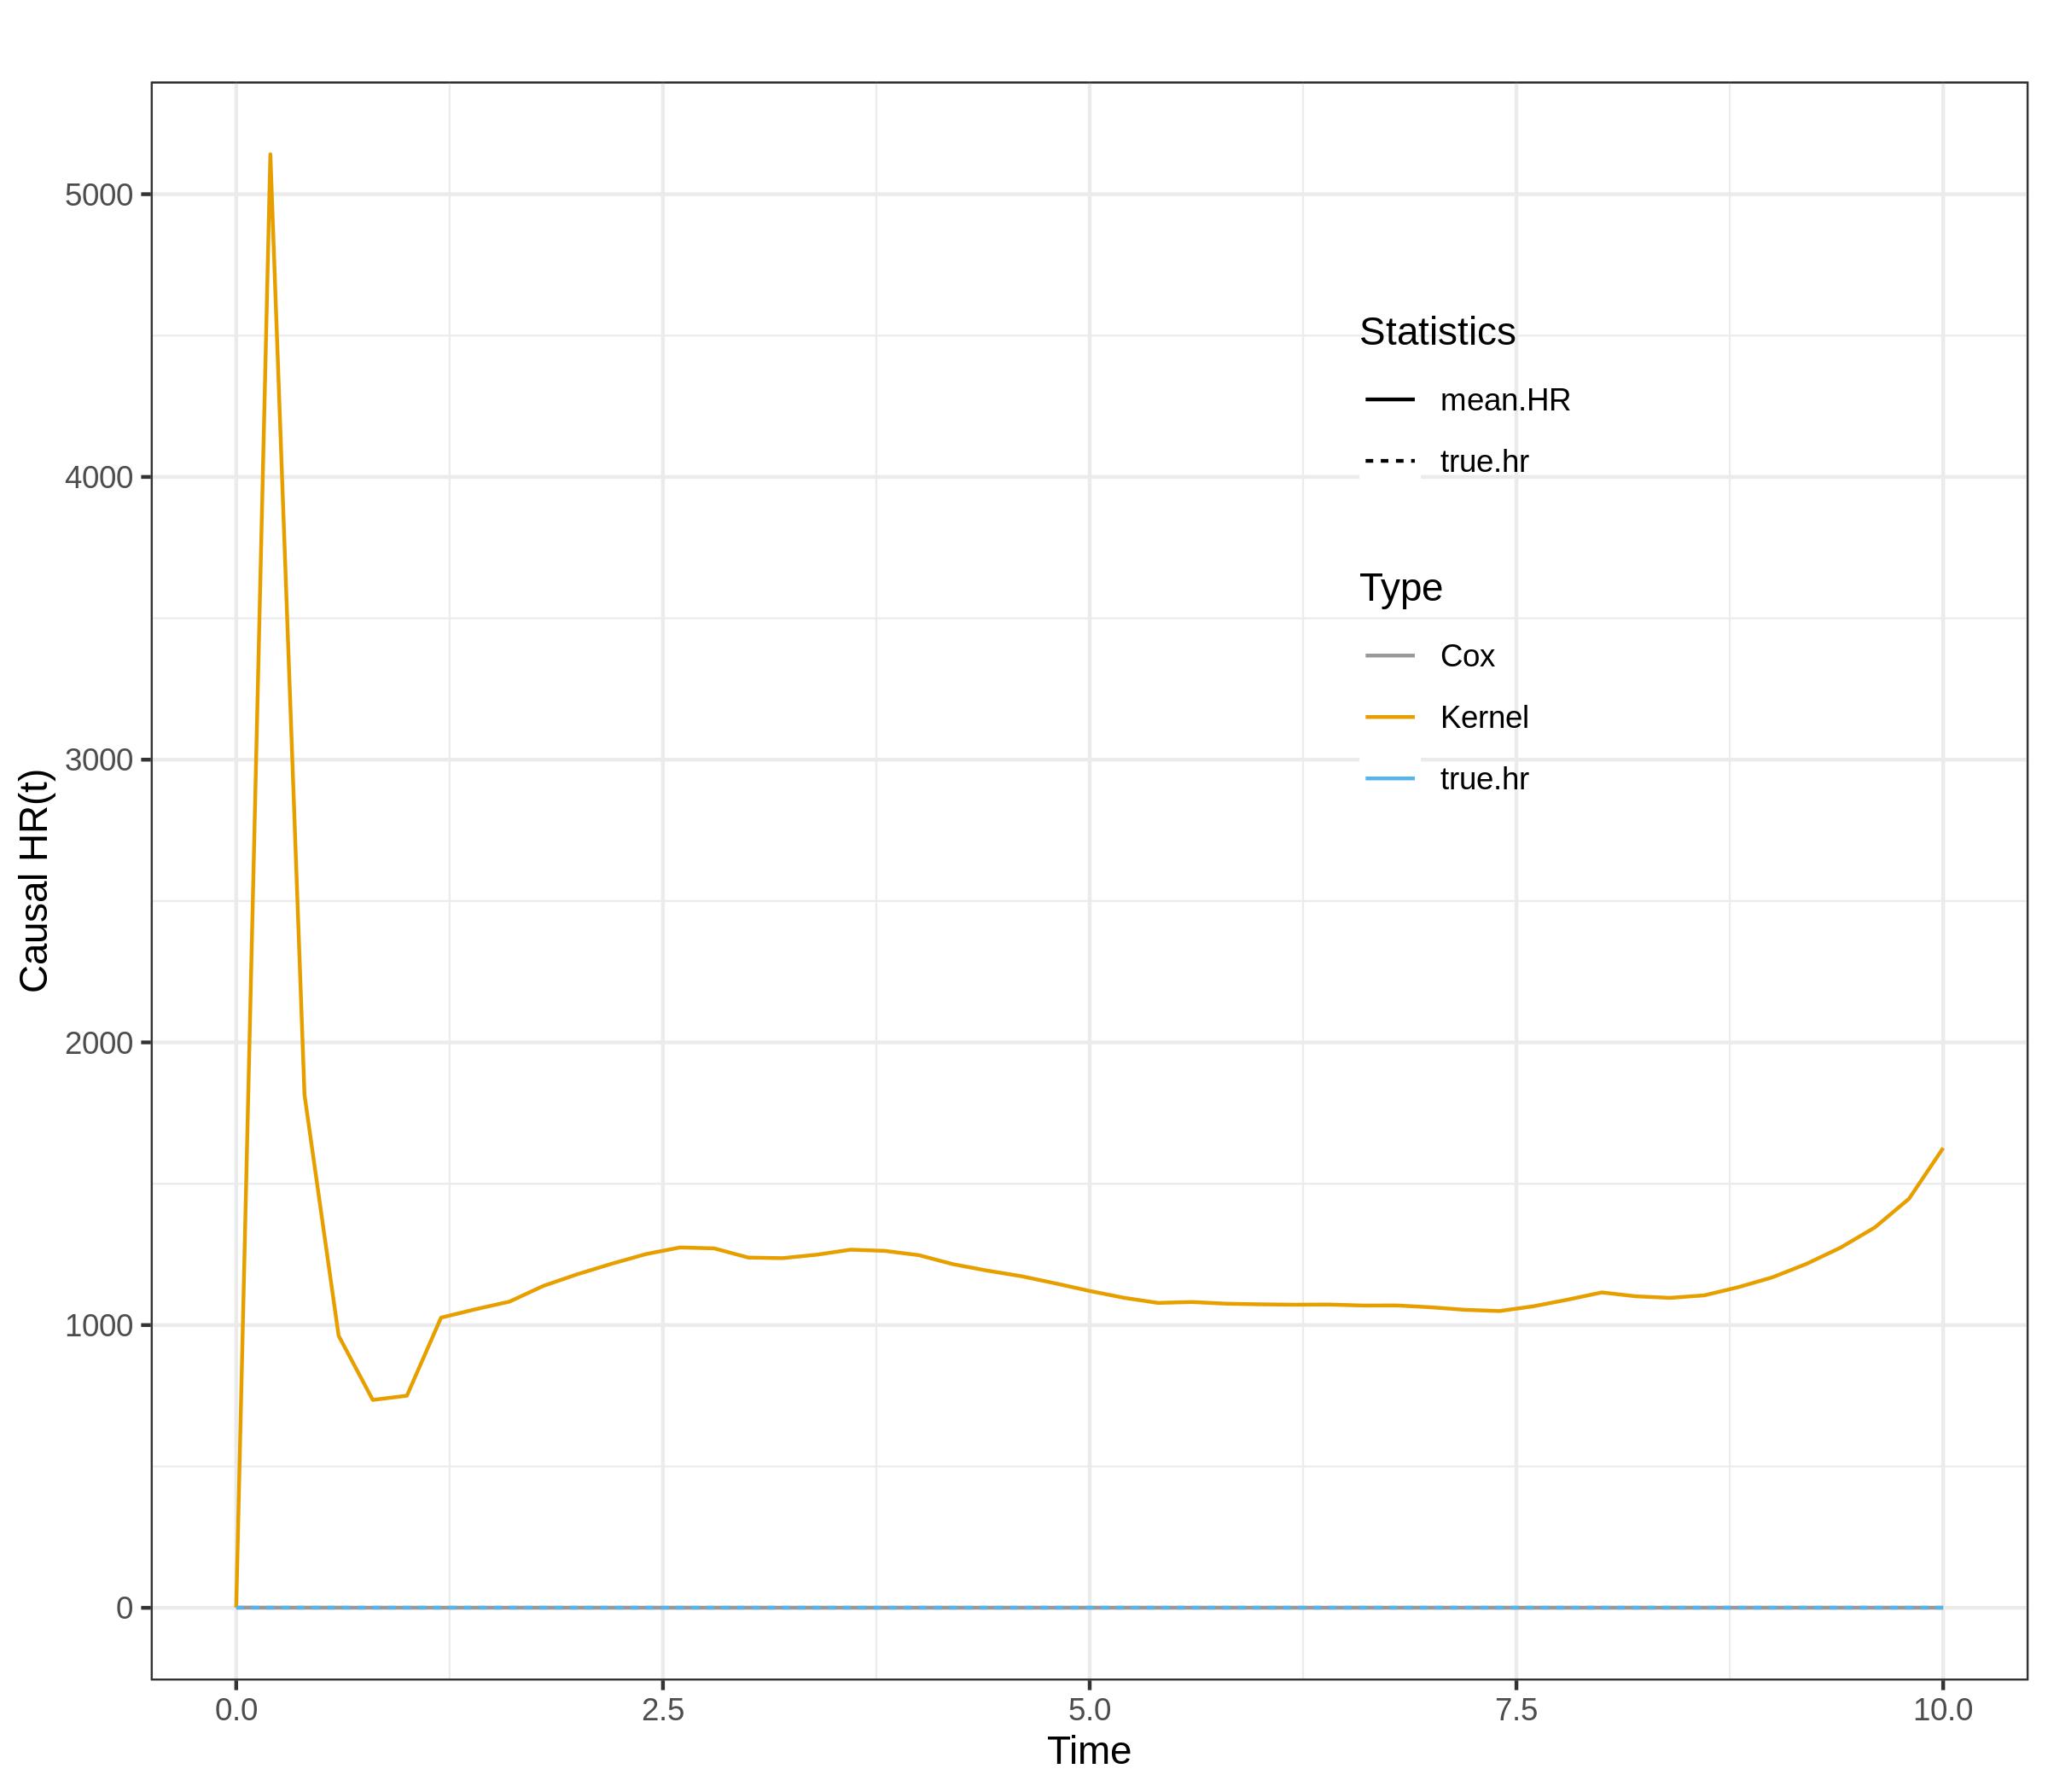 Causal HR(t)
5000
4000
3000
2000
1000
0
Statistics
mean.HR
true.hr
Type
Cox
Kernel
true.hr
0.0
2.5
5.0
7.5
10.0
Time